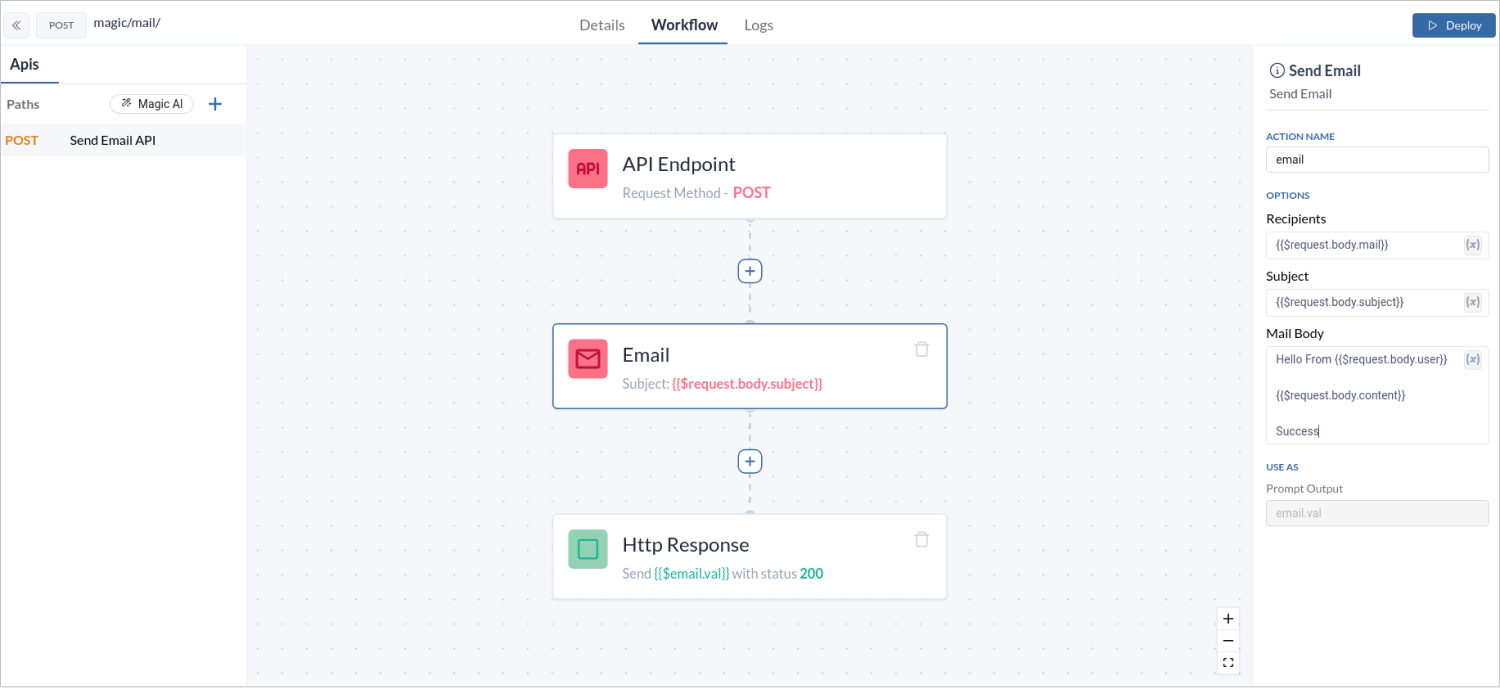 POST magic/mail/ Details Workflow Logs Deploy
Apis
Paths Magic AI
POST Send Email API
API API Endpoint
Request Method - POST
Email
Subject: {{$request.body.subject}}
Http Response
Send {{$email.val}} with status 200
Send Email
Send Email
ACTION NAME
email
OPTIONS
Recipients
{{$request.body.mail}} (x)
Subject
{{$request.body.subject}} (x)
Mail Body
Hello From {{$request.body.user}} (x)
{{$request.body.content}}
Success
USE AS
Prompt Output
email.val